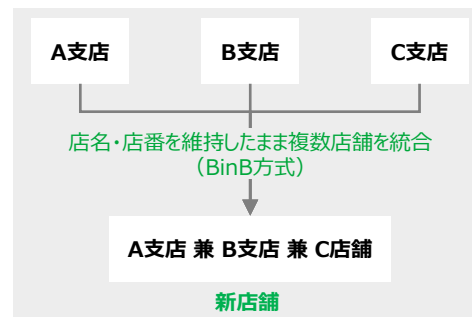 A支店 B支店 C支店
店名・店番を維持したまま複数店舗を統合
（BinB方式）
A支店 兼 B支店 兼 C店舗
新店舗